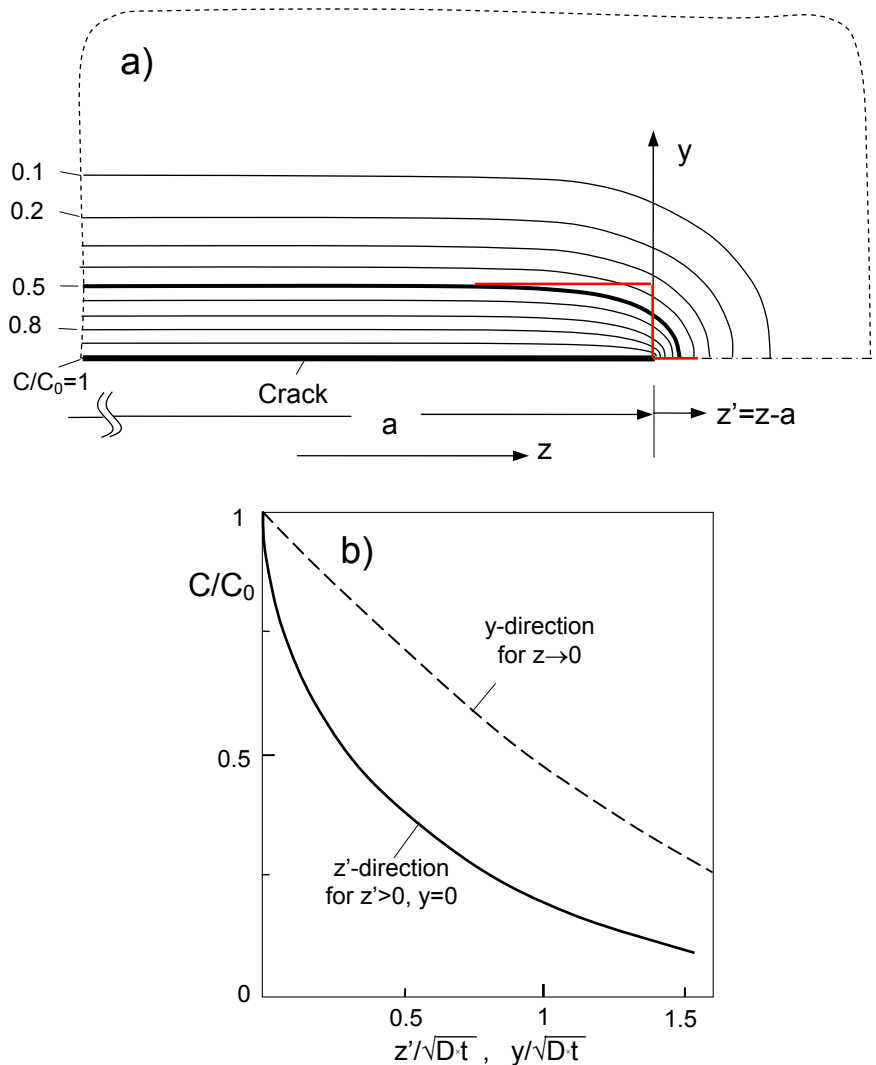 a)
y
0.1
0.2
0.5
0.8
C/C₀=1
Crack
a
z'=z-a
z
1
b)
C/C₀
y-direction
for z→0
0.5
z'-direction
for z'>0, y=0
0
0.5
1
1.5
z'/√D·t , y/√D·t